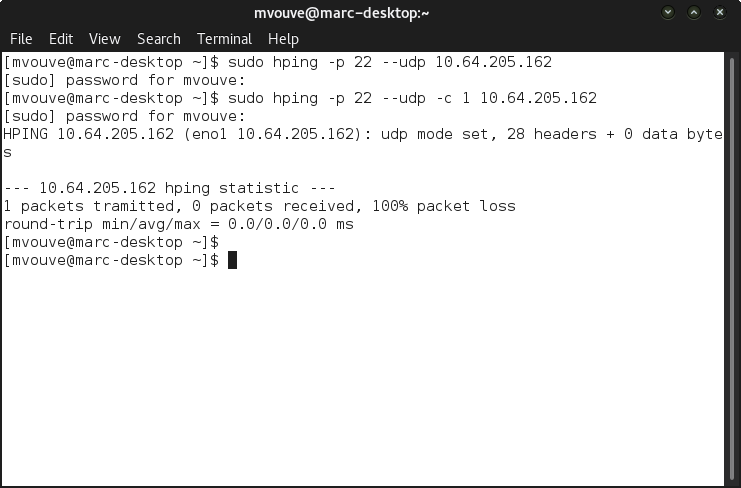 mvouve@marc-desktop:~
File Edit View Search Terminal Help
[mvouve@marc-desktop ~]$ sudo hping -p 22 --udp 10.64.205.162
[sudo] password for mvouve:
[mvouve@marc-desktop ~]$ sudo hping -p 22 --udp -c 1 10.64.205.162
[sudo] password for mvouve:
HPING 10.64.205.162 (eno1 10.64.205.162): udp mode set, 28 headers + 0 data byte
s
--- 10.64.205.162 hping statistic ---
1 packets tramitted, 0 packets received, 100% packet loss
round-trip min/avg/max = 0.0/0.0/0.0 ms
[mvouve@marc-desktop ~]$
[mvouve@marc-desktop ~]$